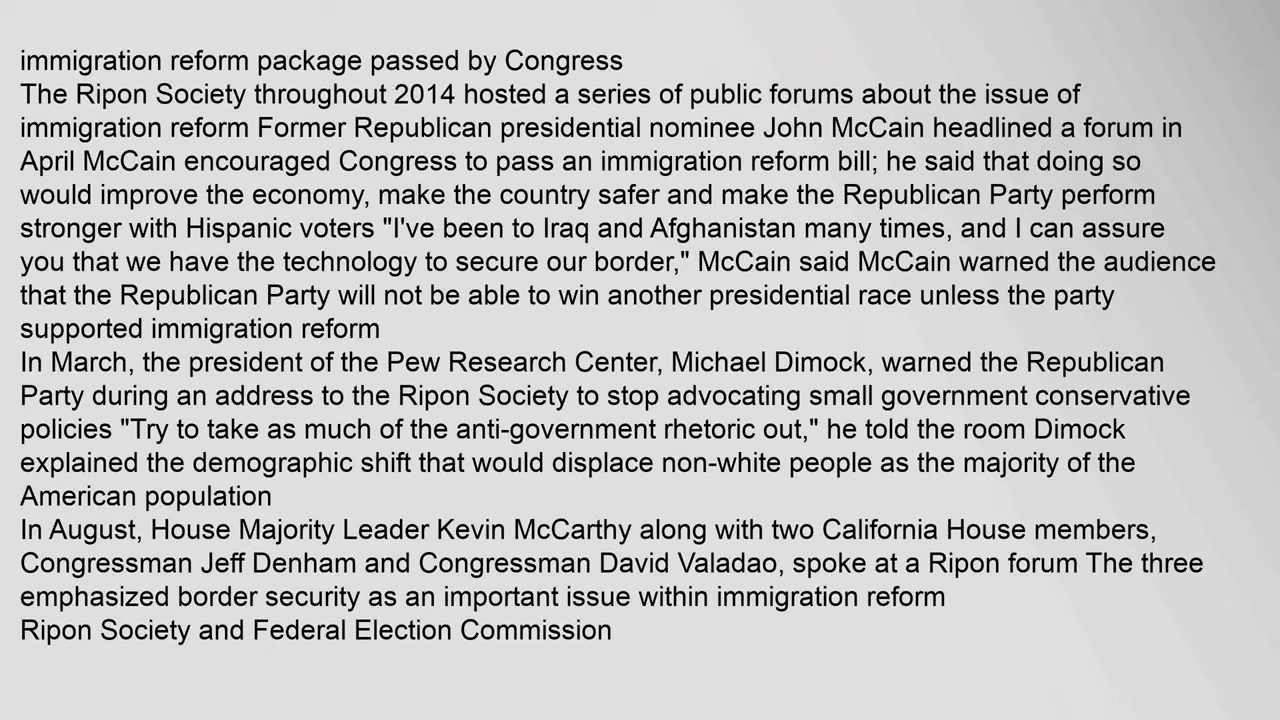 immigration reform package passed by Congress
The Ripon Society throughout 2014 hosted a series of public forums about the issue of
immigration reform Former Republican presidential nominee John McCain headlined a forum in
April McCain encouraged Congress to pass an immigration reform bill; he said that doing so
would improve the economy, make the country safer and make the Republican Party perform
stronger with Hispanic voters "I've been to Iraq and Afghanistan many times, and I can assure
you that we have the technology to secure our border," McCain said McCain warned the audience
that the Republican Party will not be able to win another presidential race unless the party
supported immigration reform
In March, the president of the Pew Research Center, Michael Dimock, warned the Republican
Party during an address to the Ripon Society to stop advocating small government conservative
policies "Try to take as much of the anti-government rhetoric out," he told the room Dimock
explained the demographic shift that would displace non-white people as the majority of the
American population
In August, House Majority Leader Kevin McCarthy along with two California House members,
Congressman Jeff Denham and Congressman David Valadao, spoke at a Ripon forum The three
emphasized border security as an important issue within immigration reform
Ripon Society and Federal Election Commission